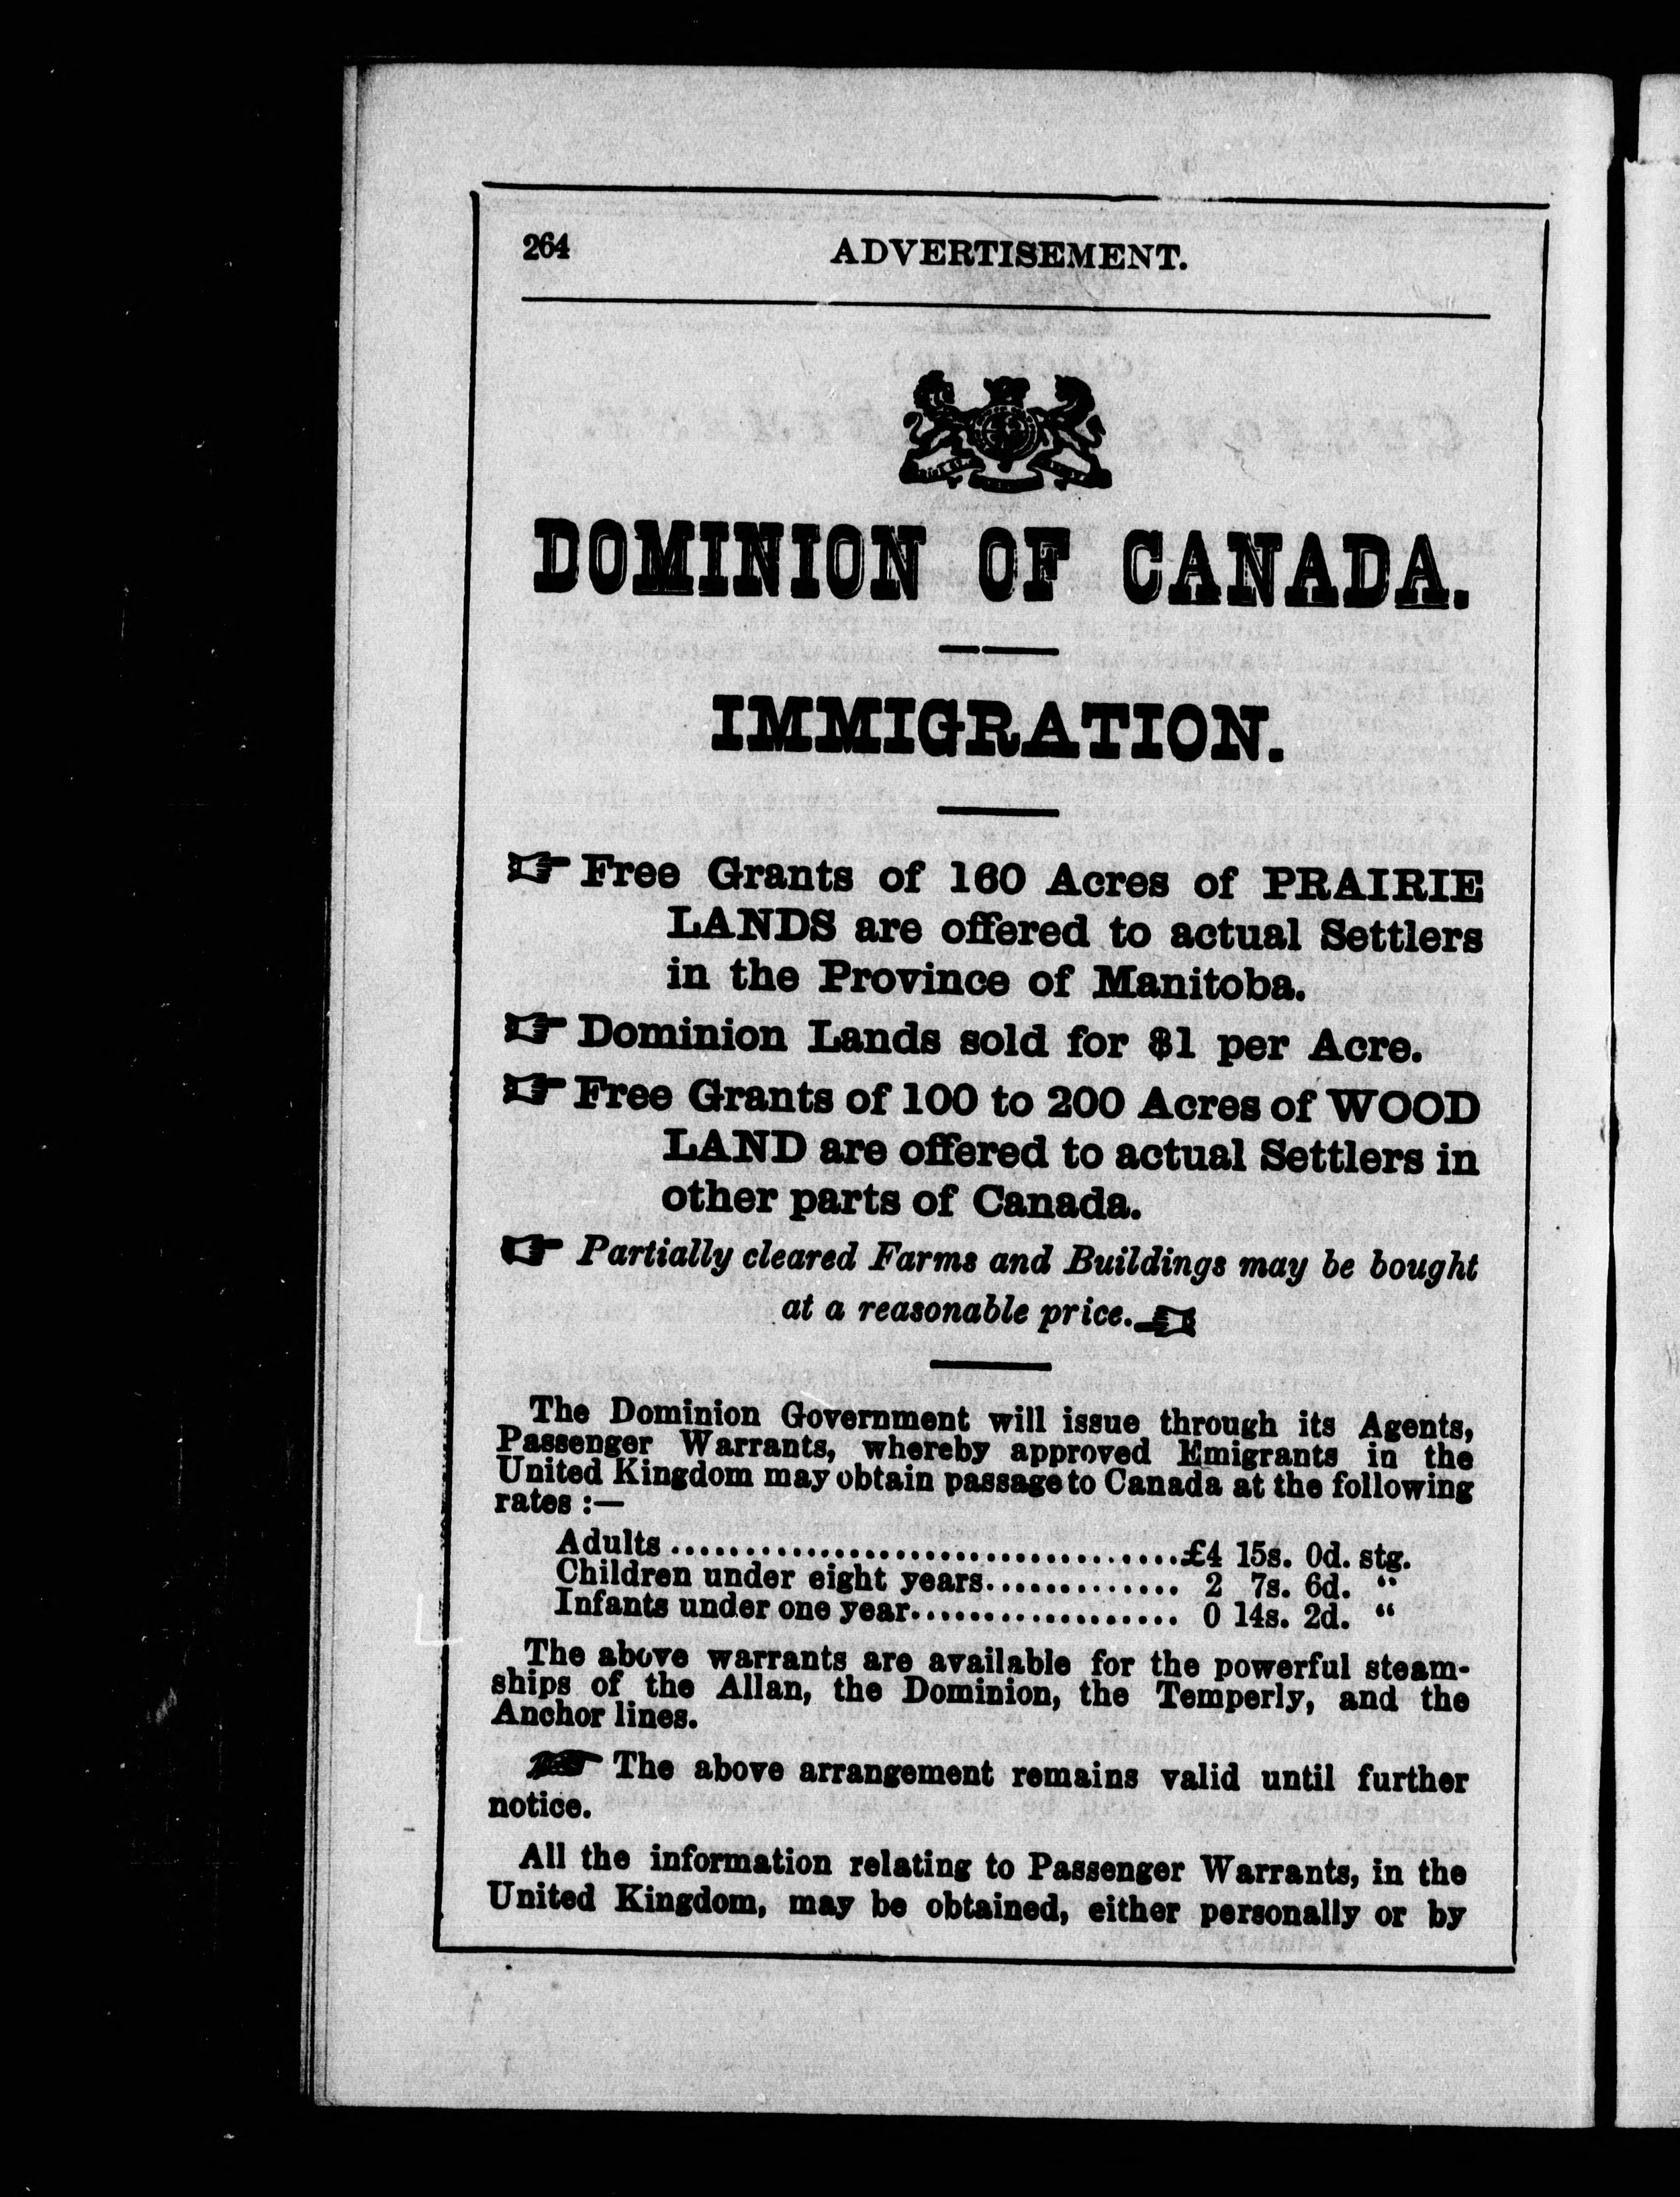 264
ADVERTISEMENT.
DOMINION OF CANADA.
IMMIGRATION.
☞ Free Grants of 160 Acres of PRAIRIE
LANDS are offered to actual Settlers
in the Province of Manitoba.
☞ Dominion Lands sold for $1 per Acre.
☞ Free Grants of 100 to 200 Acres of WOOD
LAND are offered to actual Settlers in
other parts of Canada.
☞ Partially cleared Farms and Buildings may be bought
at a reasonable price. ☜
The Dominion Government will issue through its Agents,
Passenger Warrants, whereby approved Emigrants in the
United Kingdom may obtain passage to Canada at the following
rates :—
Adults ....................................£4 15s. 0d. stg.
Children under eight years.............. 2 7s. 6d. “
Infants under one year................... 0 14s. 2d. “
The above warrants are available for the powerful steam-
ships of the Allan, the Dominion, the Temperly, and the
Anchor lines.
☞ The above arrangement remains valid until further
notice.
All the information relating to Passenger Warrants, in the
United Kingdom, may be obtained, either personally or by